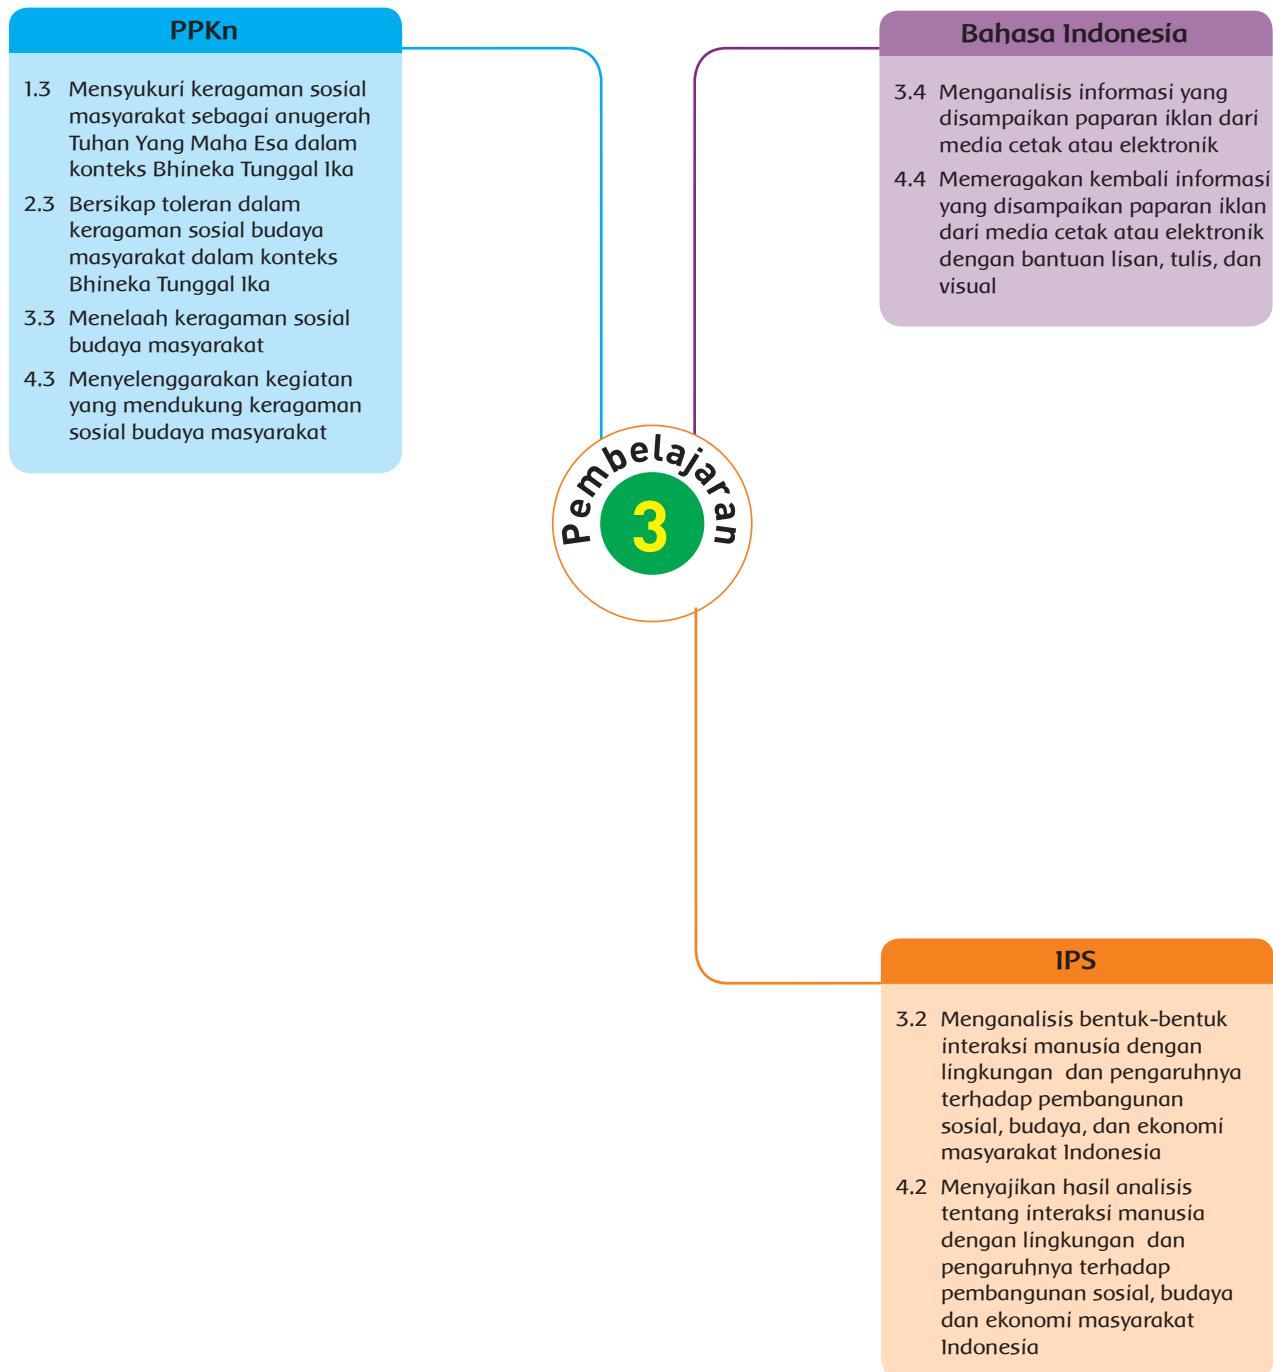 PPKn
1.3 Mensyukuri keragaman sosial
masyarakat sebagai anugerah
Tuhan Yang Maha Esa dalam
konteks Bhineka Tunggal Ika
2.3 Bersikap toleran dalam
keragaman sosial budaya
masyarakat dalam konteks
Bhineka Tunggal Ika
3.3 Menelaah keragaman sosial
budaya masyarakat
4.3 Menyelenggarakan kegiatan
yang mendukung keragaman
sosial budaya masyarakat
Bahasa Indonesia
3.4 Menganalisis informasi yang
disampaikan paparan iklan dari
media cetak atau elektronik
4.4 Memeragakan kembali informasi
yang disampaikan paparan iklan
dari media cetak atau elektronik
dengan bantuan lisan, tulis, dan
visual
Pembelajaran
3
IPS
3.2 Menganalisis bentuk-bentuk
interaksi manusia dengan
lingkungan dan pengaruhnya
terhadap pembangunan
sosial, budaya, dan ekonomi
masyarakat Indonesia
4.2 Menyajikan hasil analisis
tentang interaksi manusia
dengan lingkungan dan
pengaruhnya terhadap
pembangunan sosial, budaya
dan ekonomi masyarakat
Indonesia